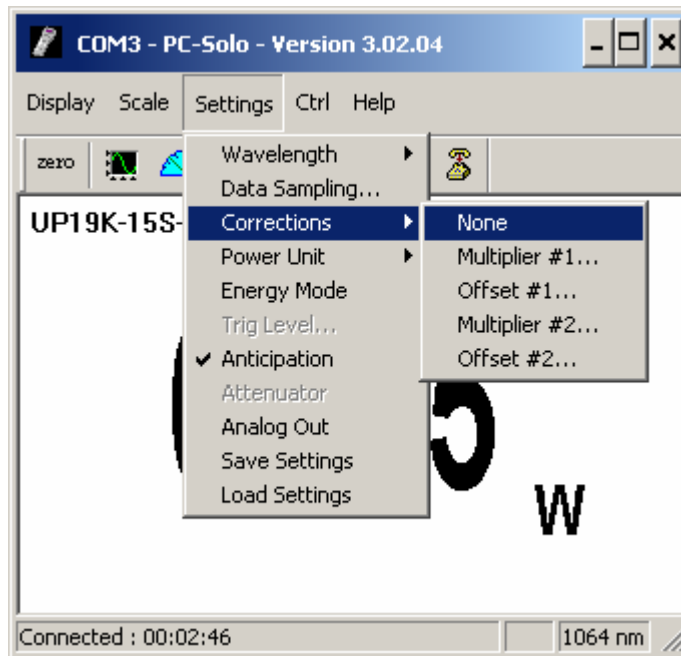 COM3 - PC-Solo - Version 3.02.04
Display Scale Settings Ctrl Help
zero
UP19K-15S-
Wavelength
Data Sampling...
Corrections
Power Unit
Energy Mode
Trig Level...
Anticipation
Attenuator
Analog Out
Save Settings
Load Settings
None
Multiplier #1...
Offset #1...
Multiplier #2...
Offset #2...
W
Connected : 00:02:46
1064 nm